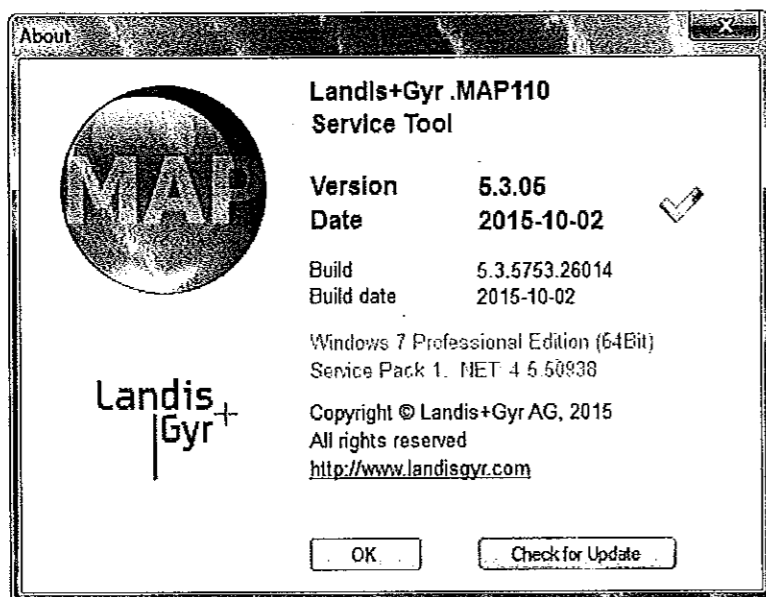 About
MAP
Landis+Gyr .MAP110
Service Tool
Version 5.3.05
Date 2015-10-02
Build 5.3.5753.26014
Build date 2015-10-02
Windows 7 Professional Edition (64Bit)
Service Pack 1. NET 4.5.50938
Landis+
Gyr
Copyright © Landis+Gyr AG, 2015
All rights reserved
http://www.landisgyr.com
OK
Check for Update